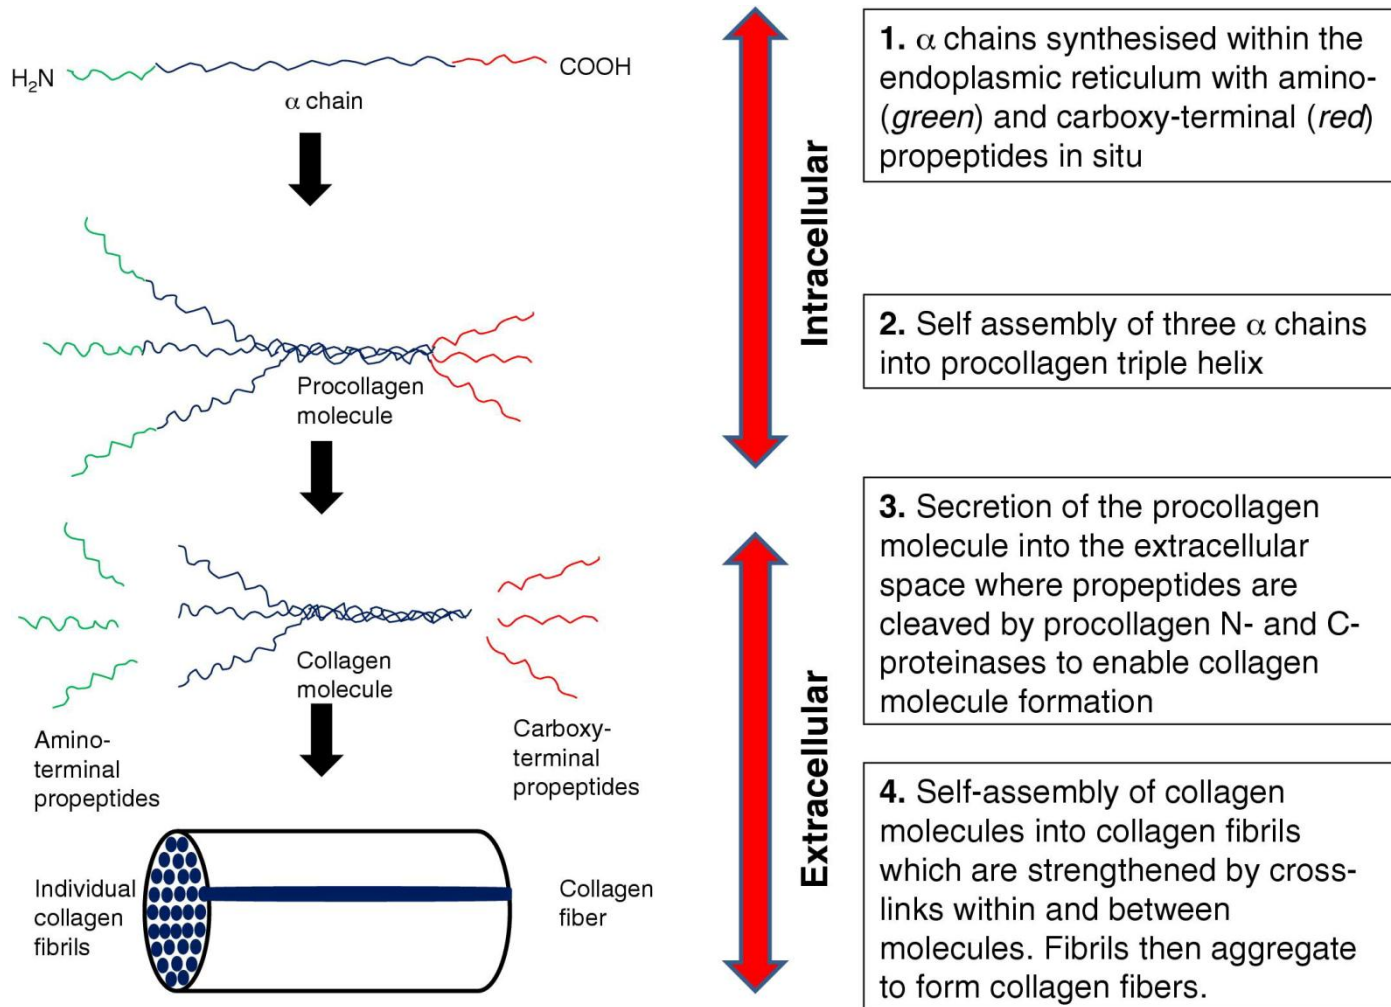 H₂N
COOH
α chain
Procollagen
molecule
Collagen
molecule
Amino-
terminal
propeptides
Carboxy-
terminal
propeptides
Individual
collagen
fibrils
Collagen
fiber
Intracellular
Extracellular
1. α chains synthesised within the
endoplasmic reticulum with amino-
(green) and carboxy-terminal (red)
propeptides in situ
2. Self assembly of three α chains
into procollagen triple helix
3. Secretion of the procollagen
molecule into the extracellular
space where propeptides are
cleaved by procollagen N- and C-
proteinases to enable collagen
molecule formation
4. Self-assembly of collagen
molecules into collagen fibrils
which are strengthened by cross-
links within and between
molecules. Fibrils then aggregate
to form collagen fibers.